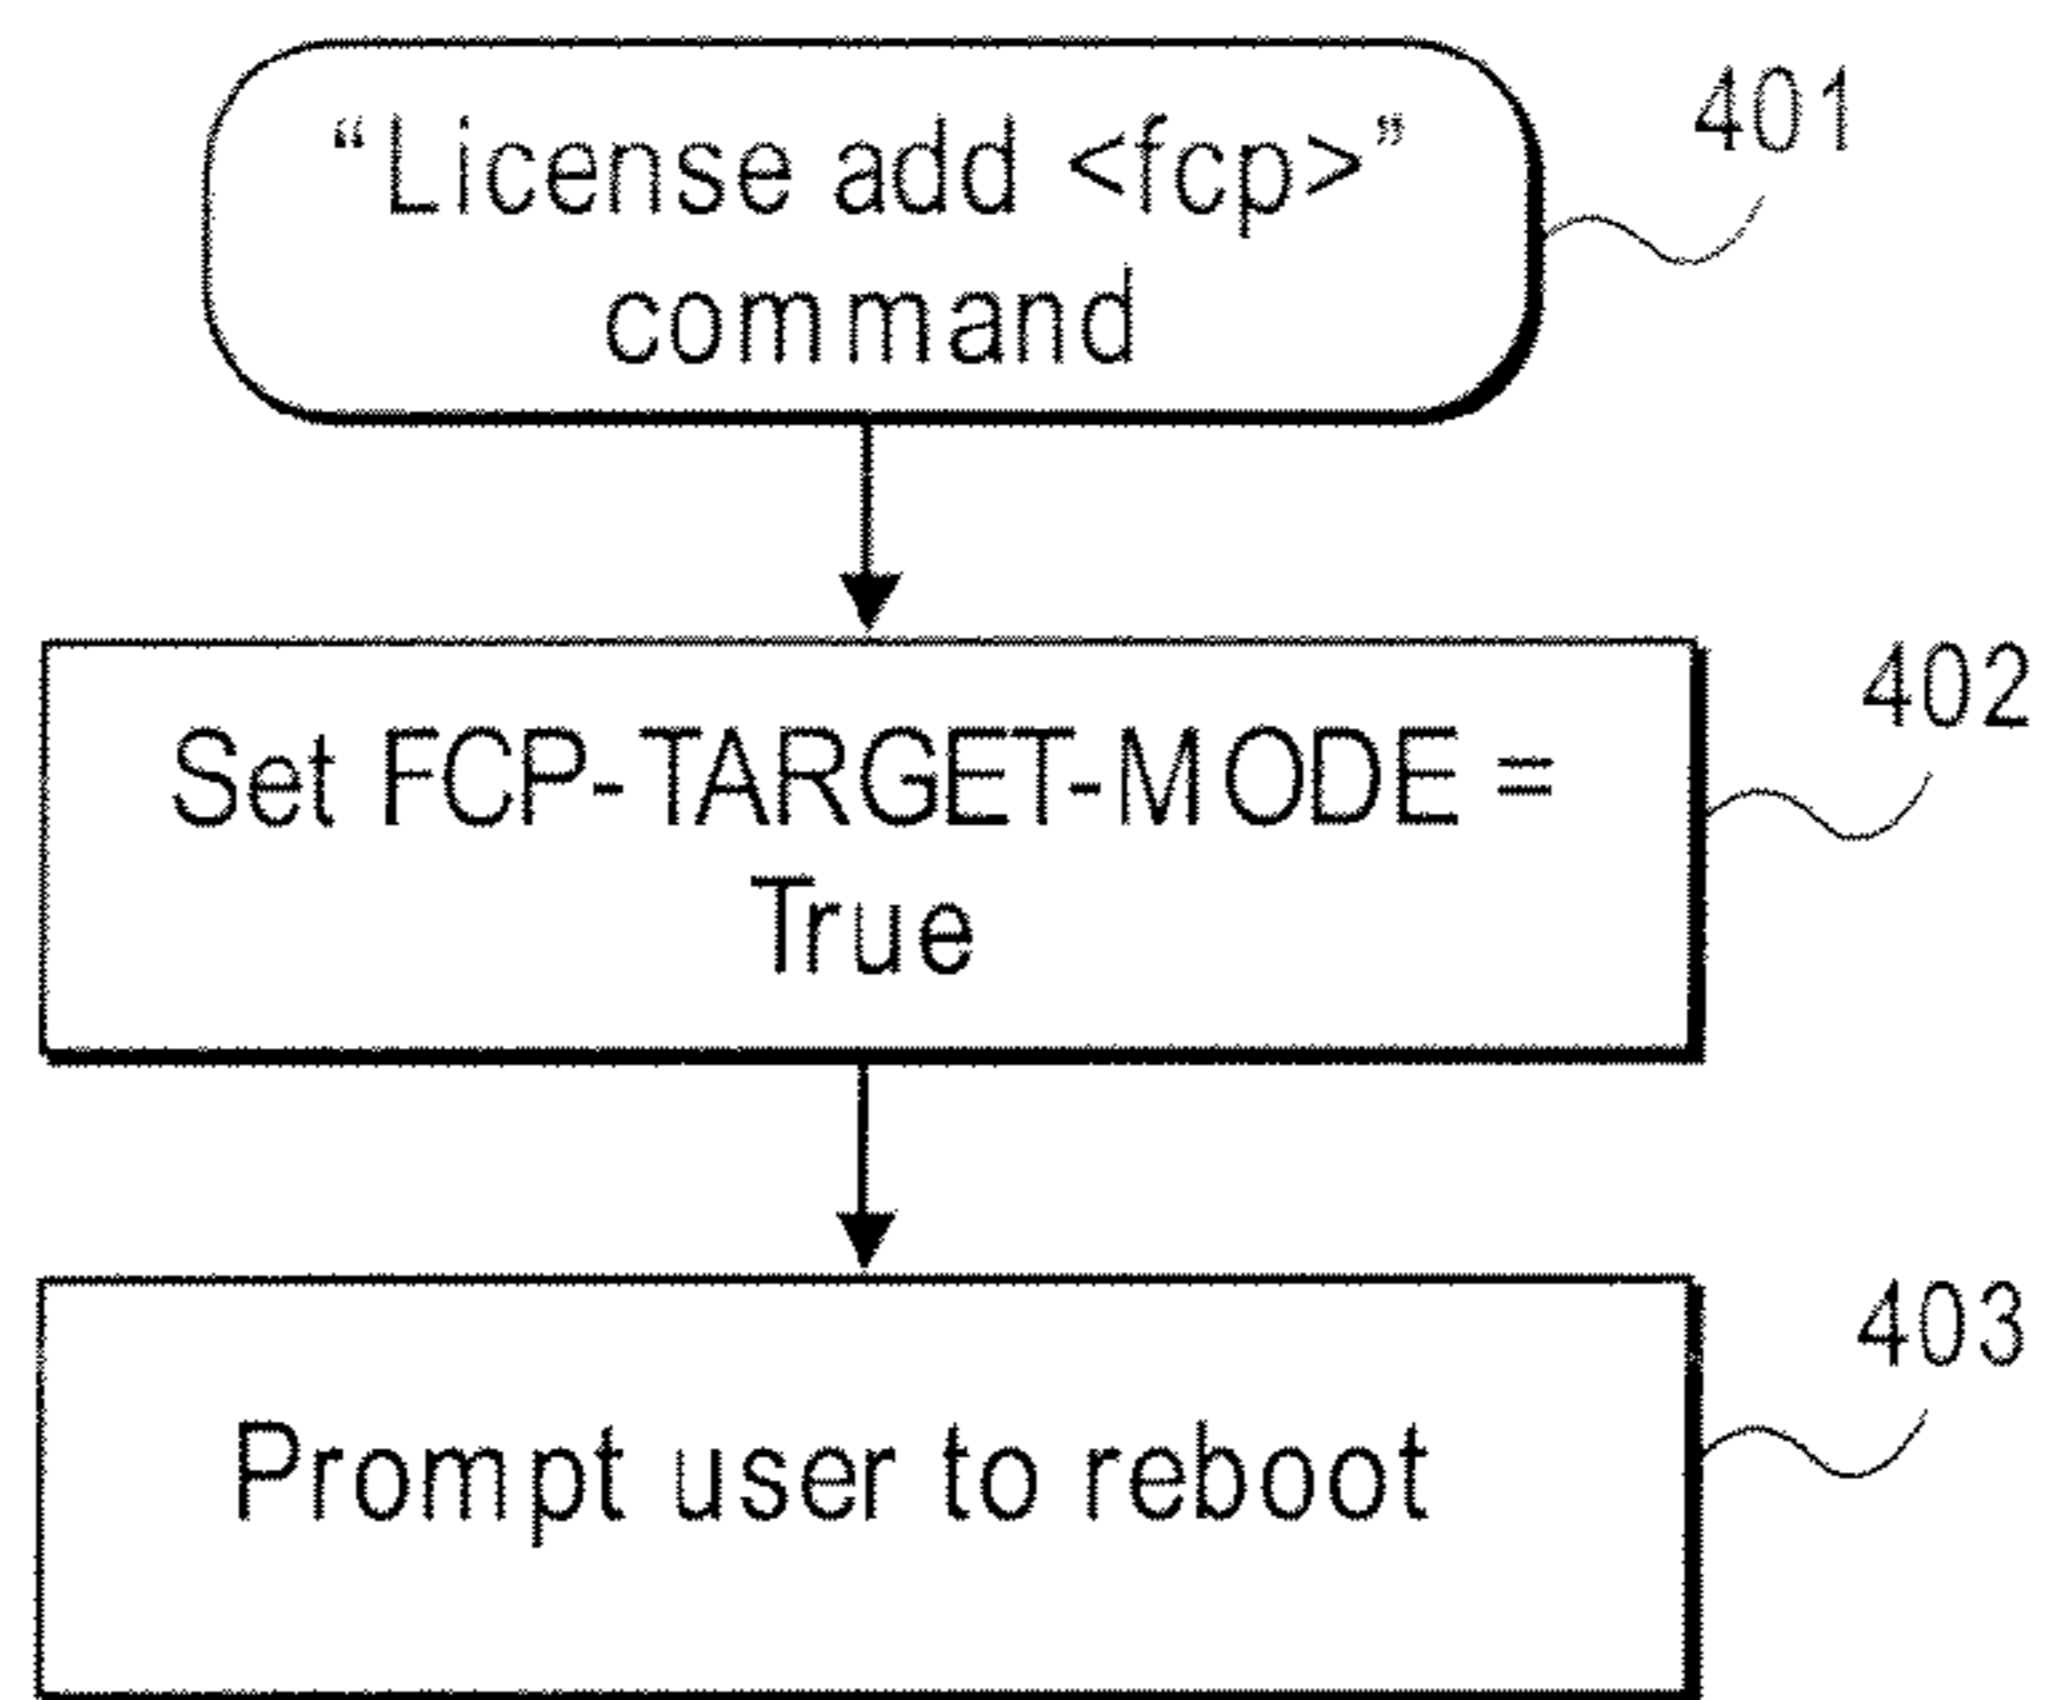 “License add <fcp>”
command
401
Set FCP-TARGET-MODE =
True
402
Prompt user to reboot
403